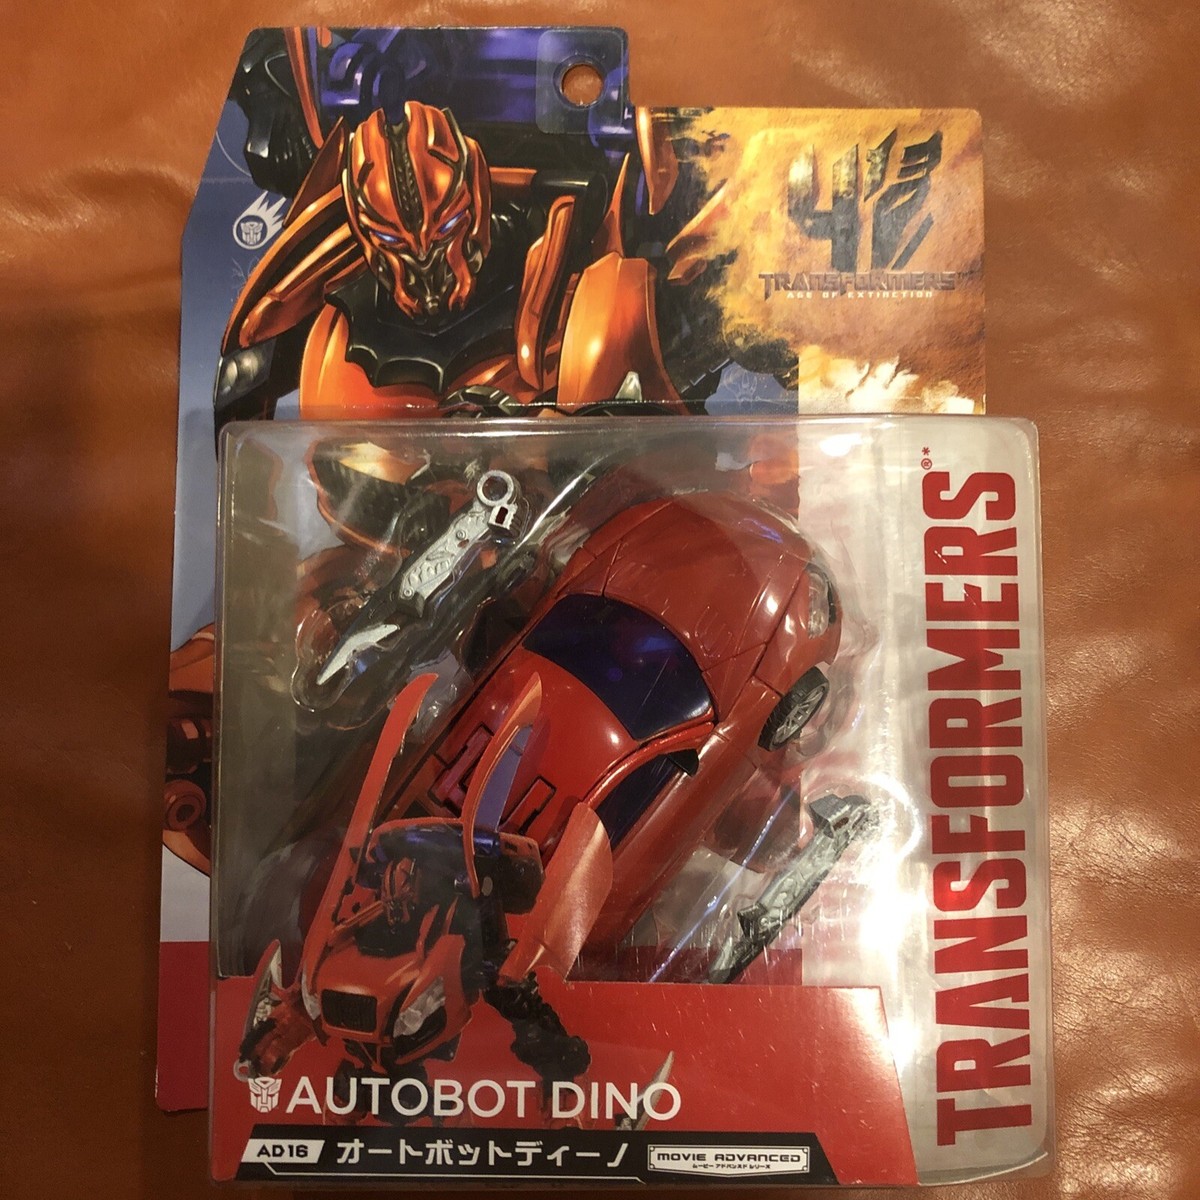 TRANSFORMERS
AGE OF EXTINCTION
TRANSFORMERS®*
AUTOBOT DINO
AD16 オートボットディーノ MOVIE ADVANCED
ムービー アドバンスド シリーズ